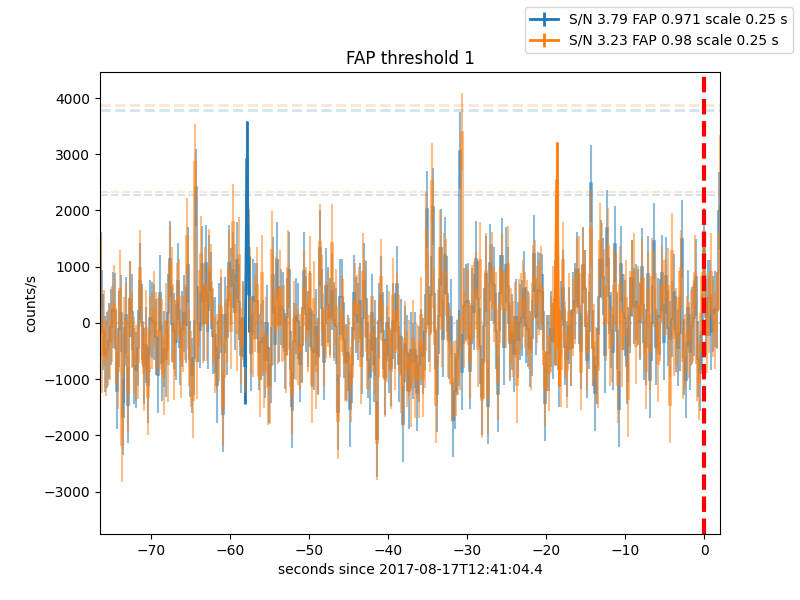 S/N 3.79 FAP 0.971 scale 0.25 s
S/N 3.23 FAP 0.98 scale 0.25 s
FAP threshold 1
4000
3000
2000
1000
0
−1000
−2000
−3000
counts/s
−70 −60 −50 −40 −30 −20 −10 0
seconds since 2017-08-17T12:41:04.4